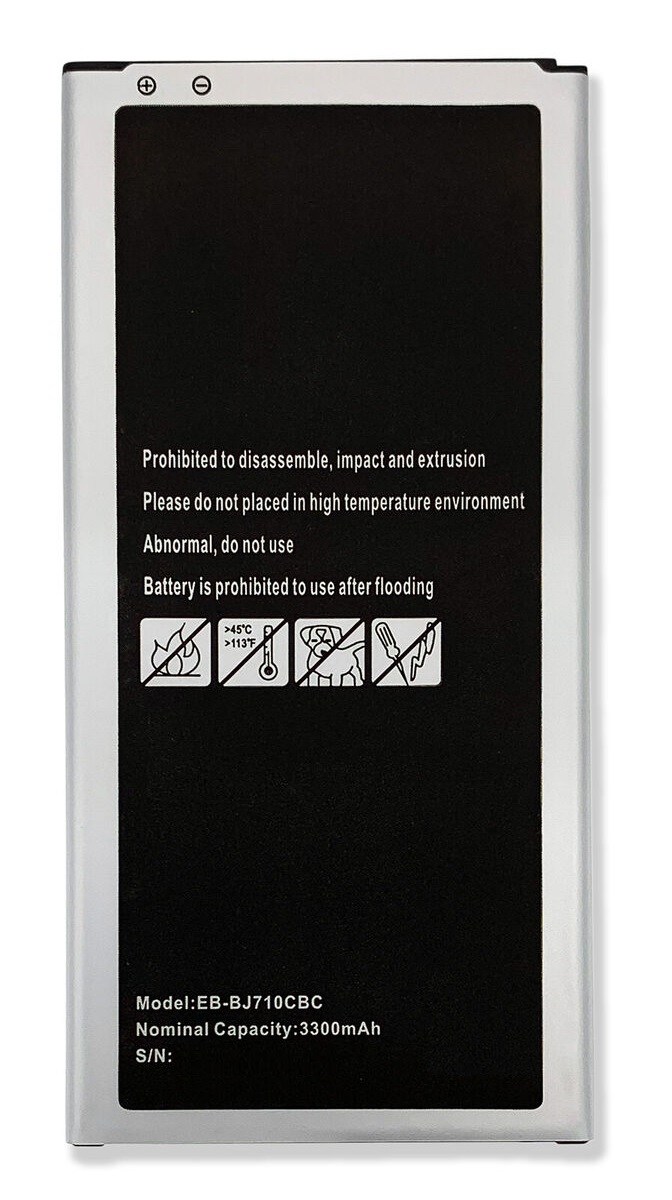 Prohibited to disassemble, impact and extrusion
Please do not placed in high temperature environment
Abnormal, do not use
Battery is prohibited to use after flooding
>45°C
>113°F
Model:EB-BJ710CBC
Nominal Capacity:3300mAh
S/N: